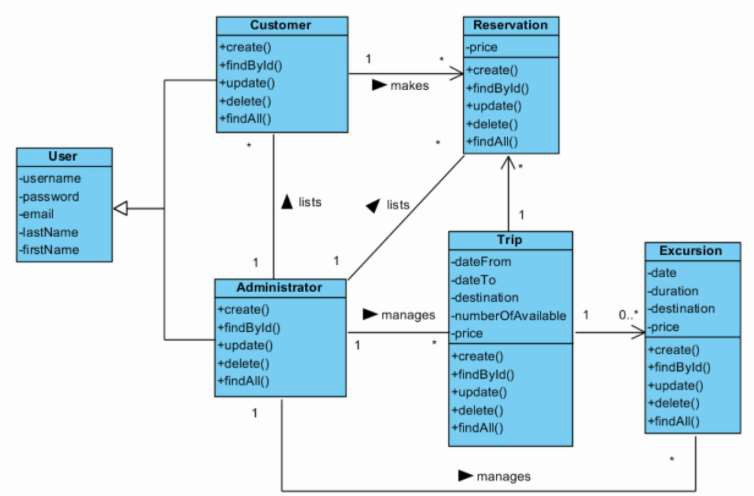 Customer
+create()
+findById()
+update()
+delete()
+findAll()
Reservation
-price
+create()
+findById()
+update()
+delete()
+findAll()
1
*
makes
User
-username
-password
-email
-lastName
-firstName
*
lists
1
*
lists
1
*
1
Administrator
+create()
+findById()
+update()
+delete()
+findAll()
manages
1
*
Trip
-dateFrom
-dateTo
-destination
-numberOfAvailable
-price
+create()
+findById()
+update()
+delete()
+findAll()
1
0..*
Excursion
-date
-duration
-destination
-price
+create()
+findById()
+update()
+delete()
+findAll()
1
*
manages